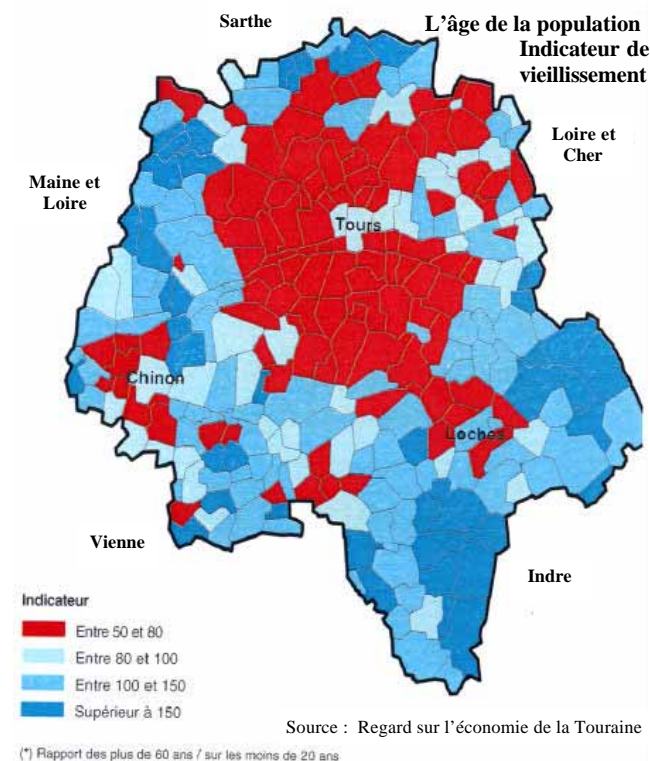 Sarthe
L'âge de la population
Indicateur de
vieillissement
Loire et
Cher
Maine et
Loire
Tours
Chinon
Loches
Vienne
Indre
Indicateur
Entre 50 et 80
Entre 80 et 100
Entre 100 et 150
Supérieur à 150
Source : Regard sur l'économie de la Touraine
(*) Rapport des plus de 60 ans / sur les moins de 20 ans